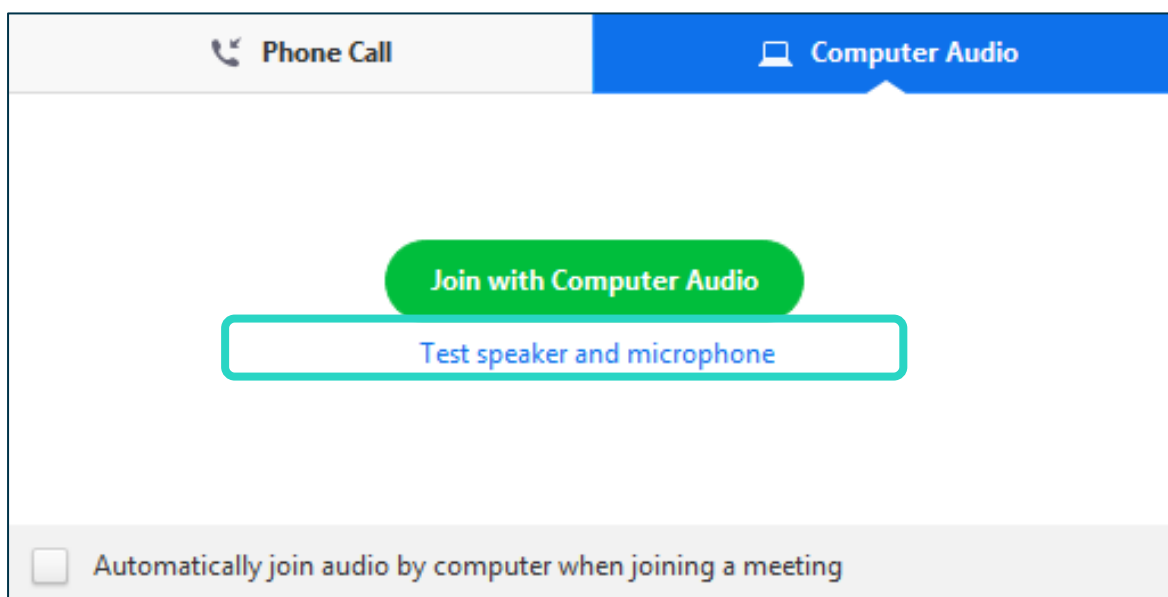 Phone Call
Computer Audio
Join with Computer Audio
Test speaker and microphone
Automatically join audio by computer when joining a meeting